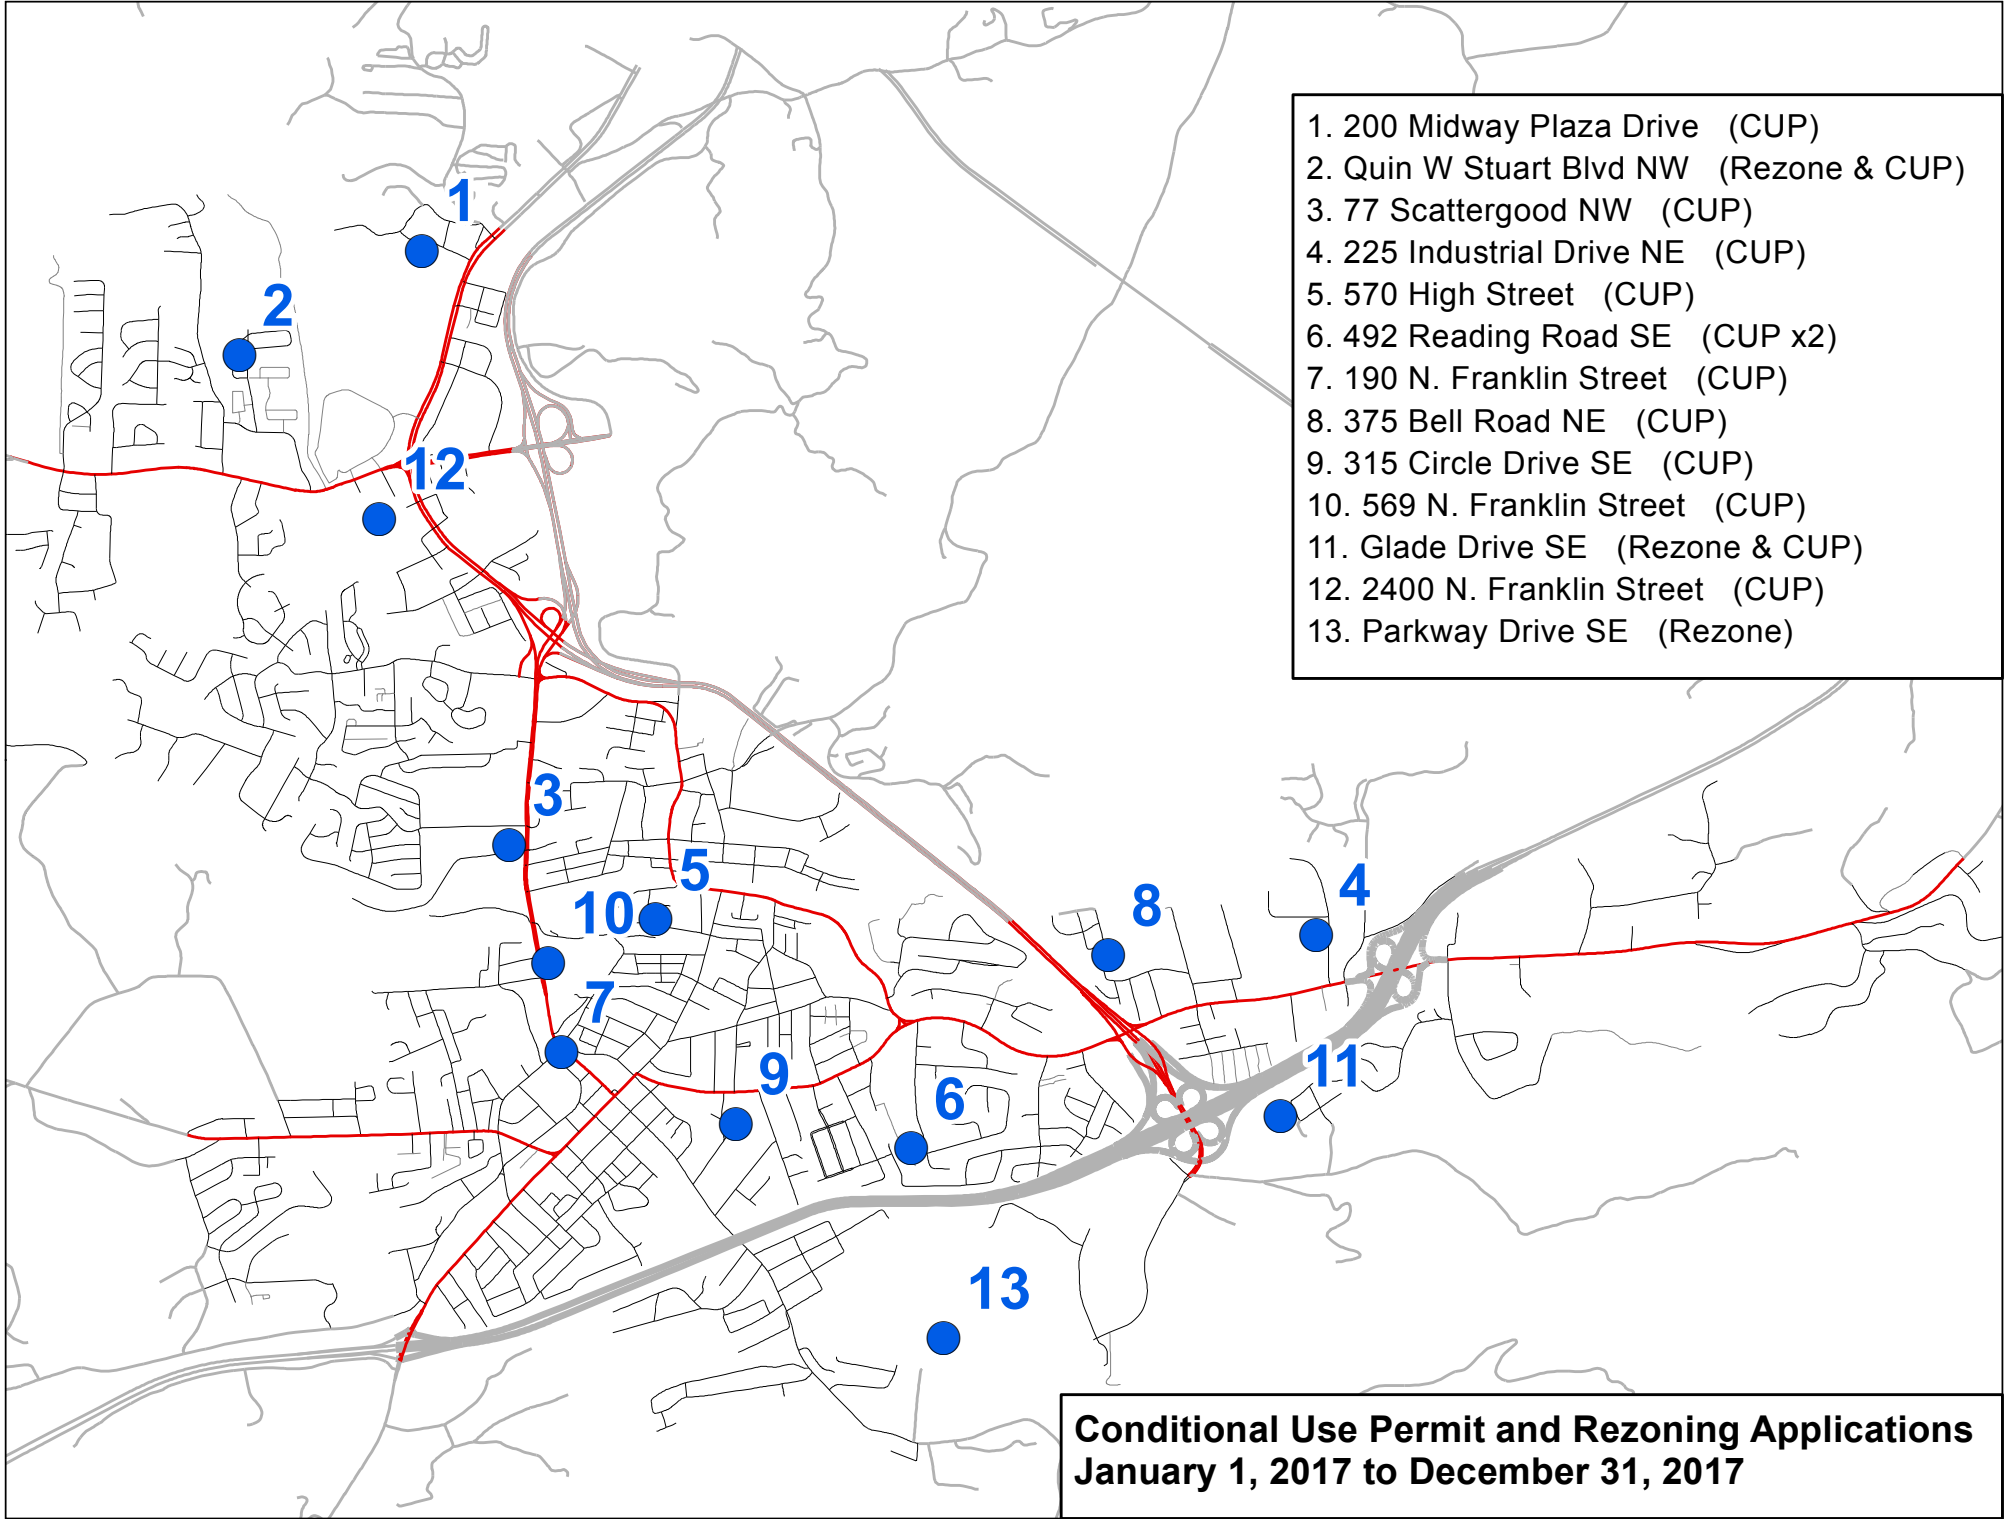 1. 200 Midway Plaza Drive (CUP)
2. Quin W Stuart Blvd NW (Rezone & CUP)
3. 77 Scattergood NW (CUP)
4. 225 Industrial Drive NE (CUP)
5. 570 High Street (CUP)
6. 492 Reading Road SE (CUP x2)
7. 190 N. Franklin Street (CUP)
8. 375 Bell Road NE (CUP)
9. 315 Circle Drive SE (CUP)
10. 569 N. Franklin Street (CUP)
11. Glade Drive SE (Rezone & CUP)
12. 2400 N. Franklin Street (CUP)
13. Parkway Drive SE (Rezone)
1
2
12
3
5
10
8
4
7
9
6
11
13
Conditional Use Permit and Rezoning Applications
January 1, 2017 to December 31, 2017